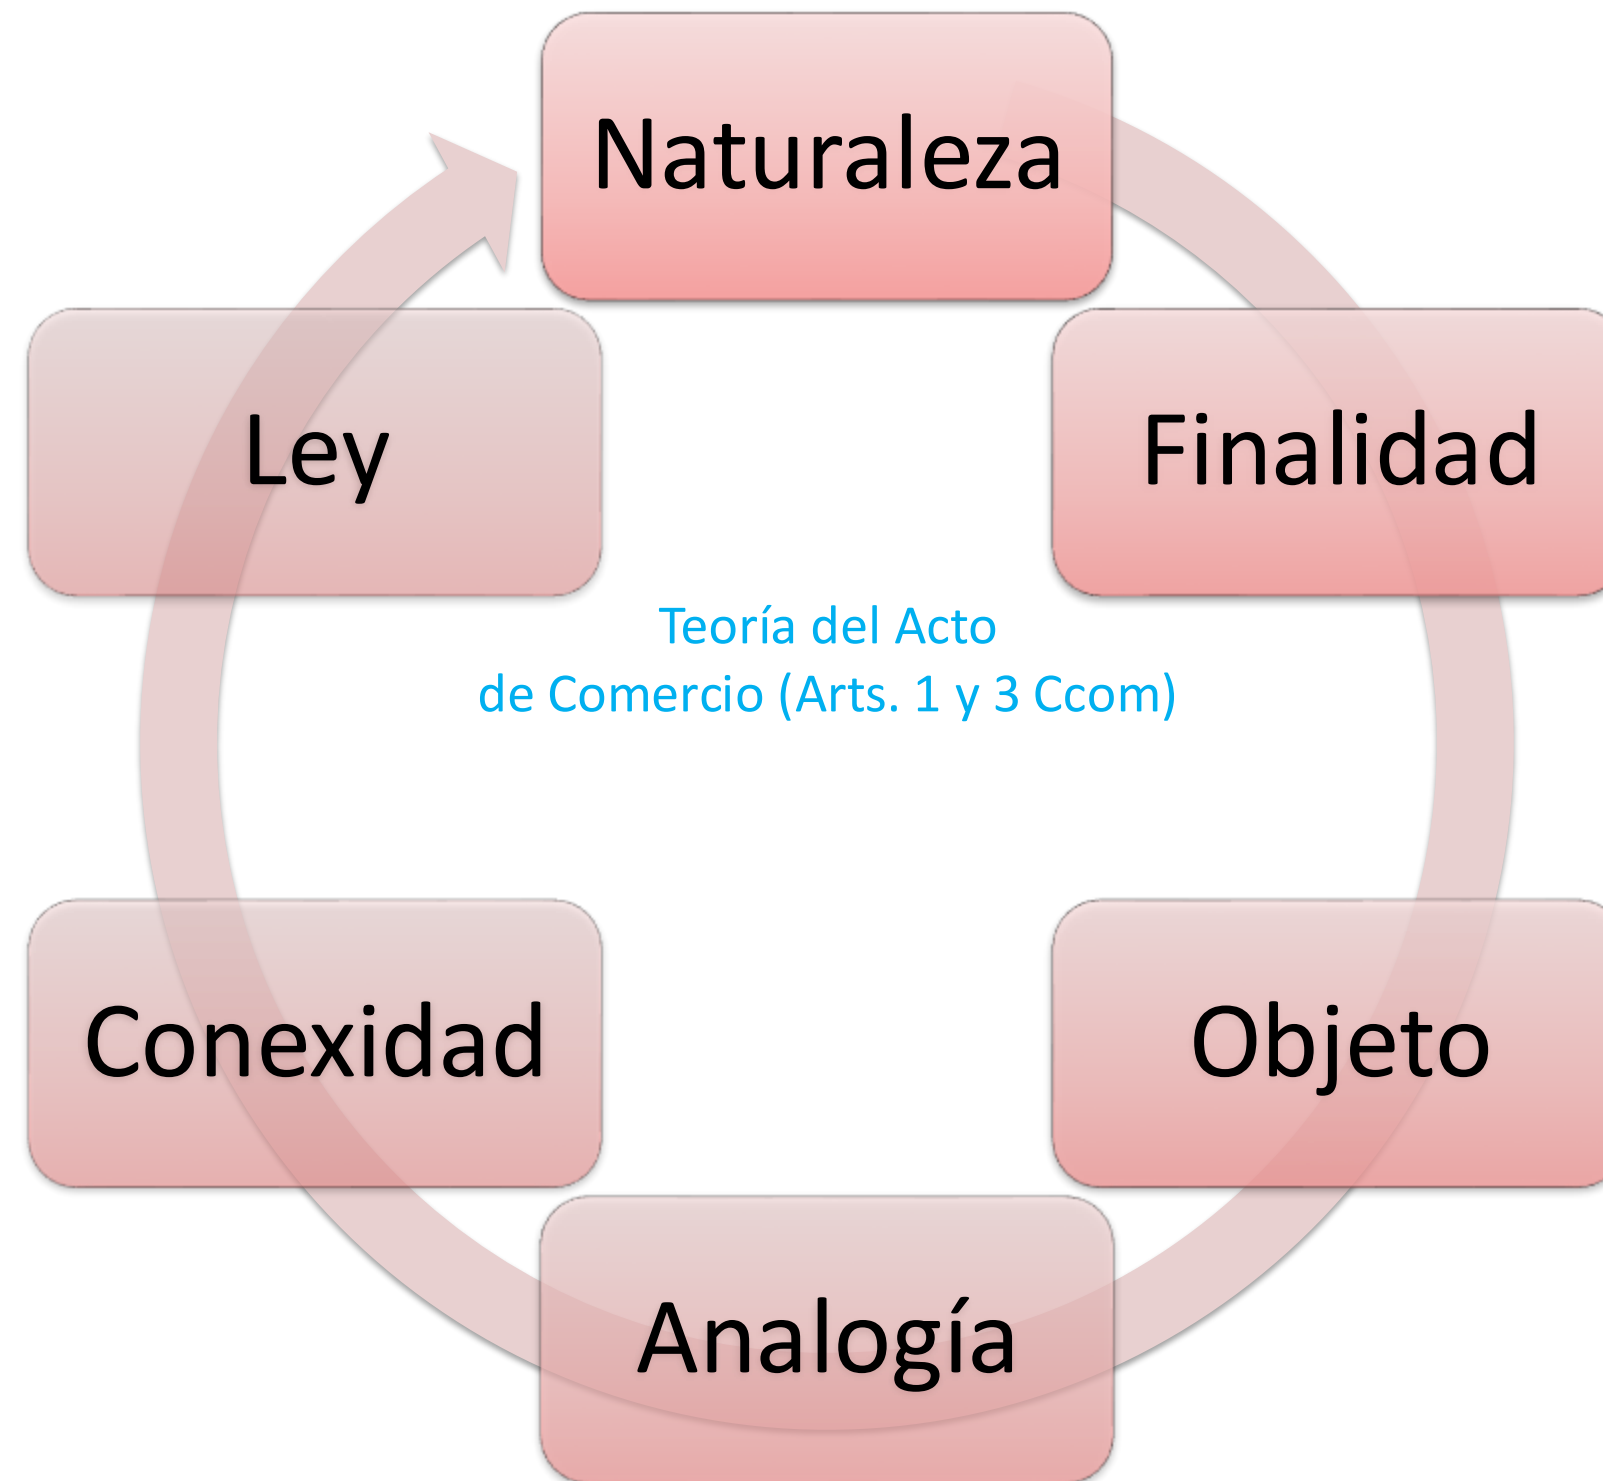 Naturaleza
Finalidad
Objeto
Analogía
Conexidad
Ley
Teoría del Acto
de Comercio (Arts. 1 y 3 Ccom)